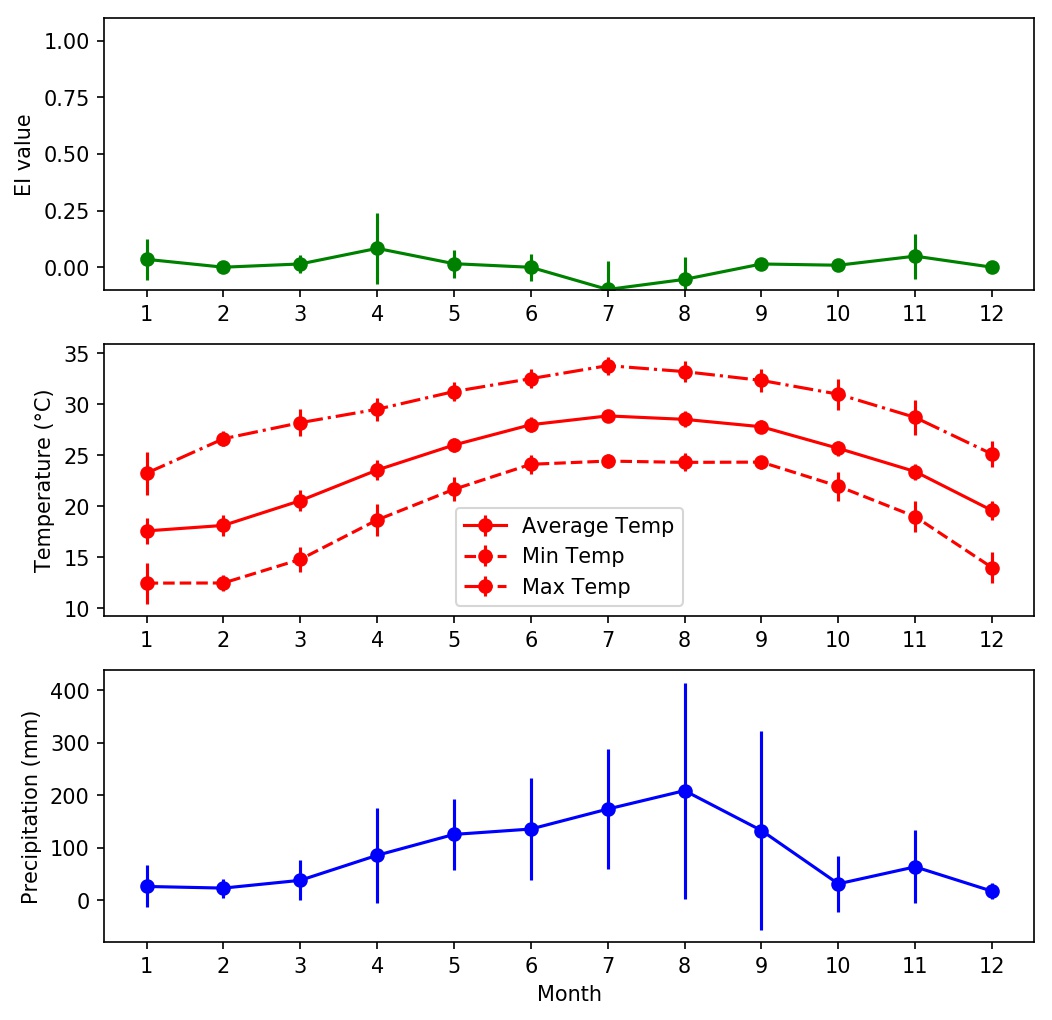 EI value
1.00
0.75
0.50
0.25
0.00
1 2 3 4 5 6 7 8 9 10 11 12
Temperature (°C)
35
30
25
20
15
10
Average Temp
Min Temp
Max Temp
1 2 3 4 5 6 7 8 9 10 11 12
Precipitation (mm)
400
300
200
100
0
1 2 3 4 5 6 7 8 9 10 11 12
Month